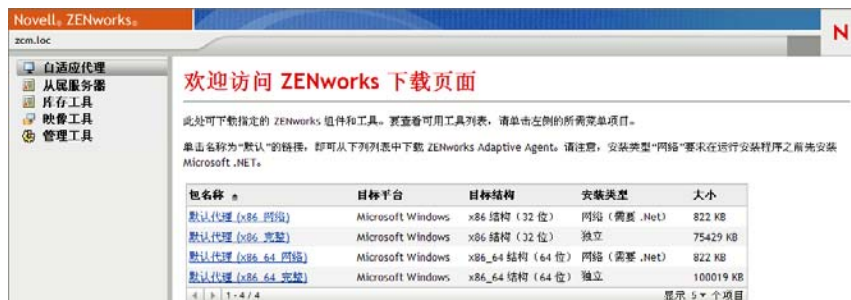 Novell® ZENworks®
zcm.loc
N
自适应代理
从属服务器
库存工具
映像工具
管理工具
欢迎访问 ZENworks 下载页面
此处可下载指定的 ZENworks 组件和工具。要查看可用工具列表，请单击左侧的所需菜单项目。
单击名称为“默认”的链接，即可从下列列表中下载 ZENworks Adaptive Agent。请注意，安装类型“网络”要求在运行安装程序之前先安装
Microsoft .NET。
包名称 目标平台 目标结构 安装类型 大小
默认代理 (x86 网络) Microsoft Windows x86 结构（32 位） 网络（需要 .Net） 822 KB
默认代理 (x86 完整) Microsoft Windows x86 结构（32 位） 独立 75429 KB
默认代理 (x86_64 网络) Microsoft Windows x86_64 结构（64 位） 网络（需要 .Net） 822 KB
默认代理 (x86_64 完整) Microsoft Windows x86_64 结构（64 位） 独立 100019 KB
1 - 4 / 4 显示 5 个项目